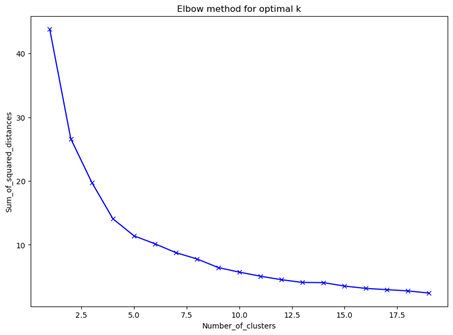 Elbow method for optimal k
Sum_of_squared_distances
40
30
20
10
2.5 5.0 7.5 10.0 12.5 15.0 17.5
Number_of_clusters